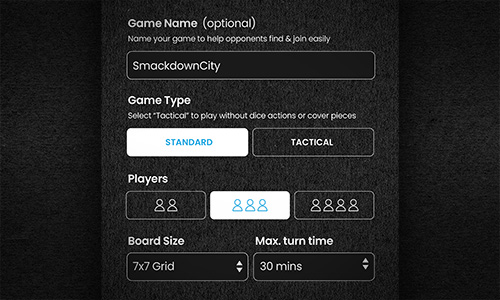 Game Name (optional)
Name your game to help opponents find & join easily
SmackdownCity
Game Type
Select "Tactical" to play without dice actions or cover pieces
STANDARD TACTICAL
Players
Board Size Max. turn time
7x7 Grid 30 mins